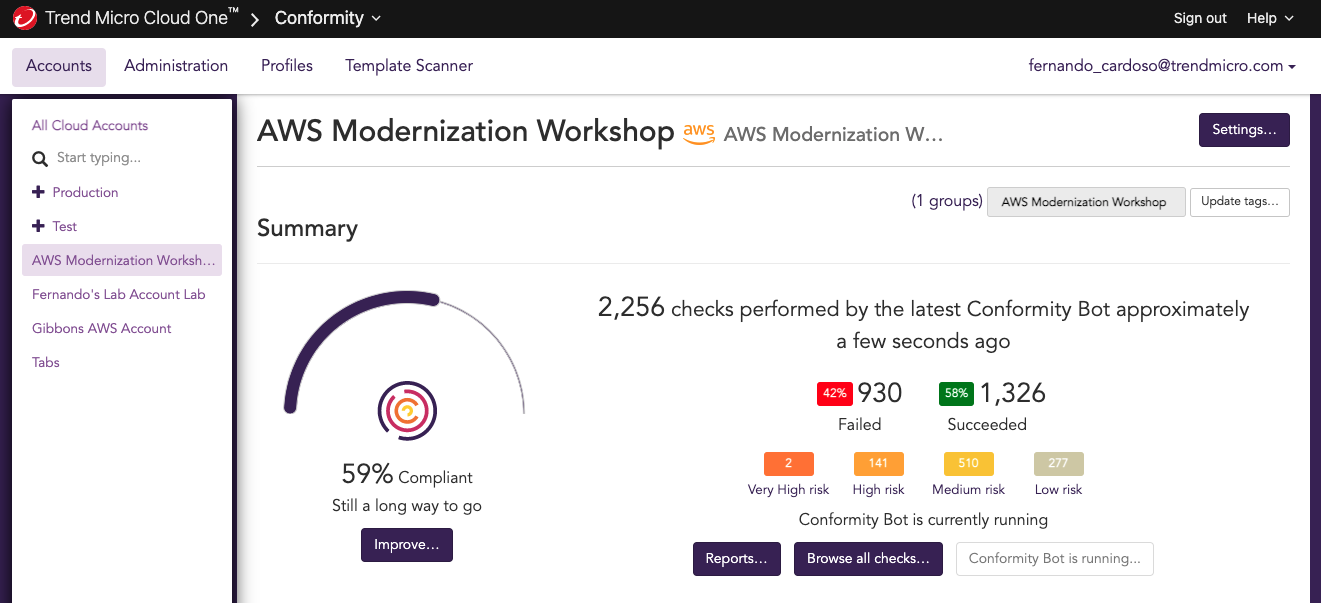 Trend Micro Cloud One™ Conformity
Sign out Help
Accounts Administration Profiles Template Scanner
fernando_cardoso@trendmicro.com
All Cloud Accounts
Start typing...
Production
Test
AWS Modernization Worksh...
Fernando's Lab Account Lab
Gibbons AWS Account
Tabs
AWS Modernization Workshop aws AWS Modernization W...
Settings...
(1 groups) AWS Modernization Workshop Update tags...
Summary
59% Compliant
Still a long way to go
Improve...
2,256 checks performed by the latest Conformity Bot approximately
a few seconds ago
42% 930 58% 1,326
Failed Succeeded
2 141 510 277
Very High risk High risk Medium risk Low risk
Conformity Bot is currently running
Reports... Browse all checks... Conformity Bot is running...